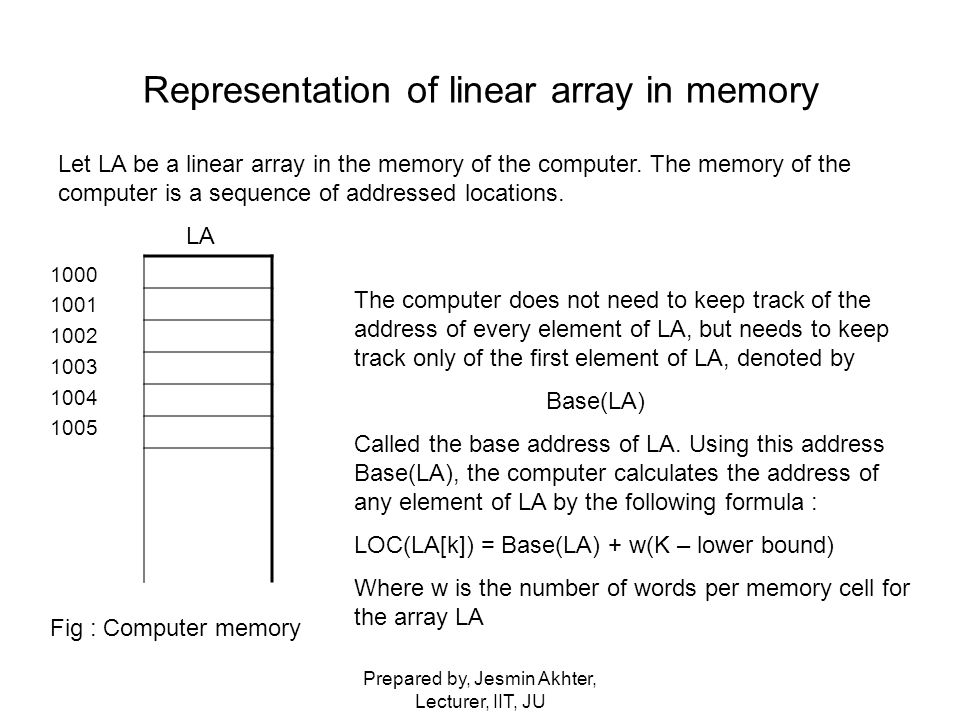 Representation of linear array in memory
Let LA be a linear array in the memory of the computer. The memory of the
computer is a sequence of addressed locations.
LA
1000
1001
1002
1003
1004
1005
The computer does not need to keep track of the
address of every element of LA, but needs to keep
track only of the first element of LA, denoted by
Base(LA)
Called the base address of LA. Using this address
Base(LA), the computer calculates the address of
any element of LA by the following formula :
LOC(LA[k]) = Base(LA) + w(K – lower bound)
Where w is the number of words per memory cell for
the array LA
Fig : Computer memory
Prepared by, Jesmin Akhter,
Lecturer, IIT, JU